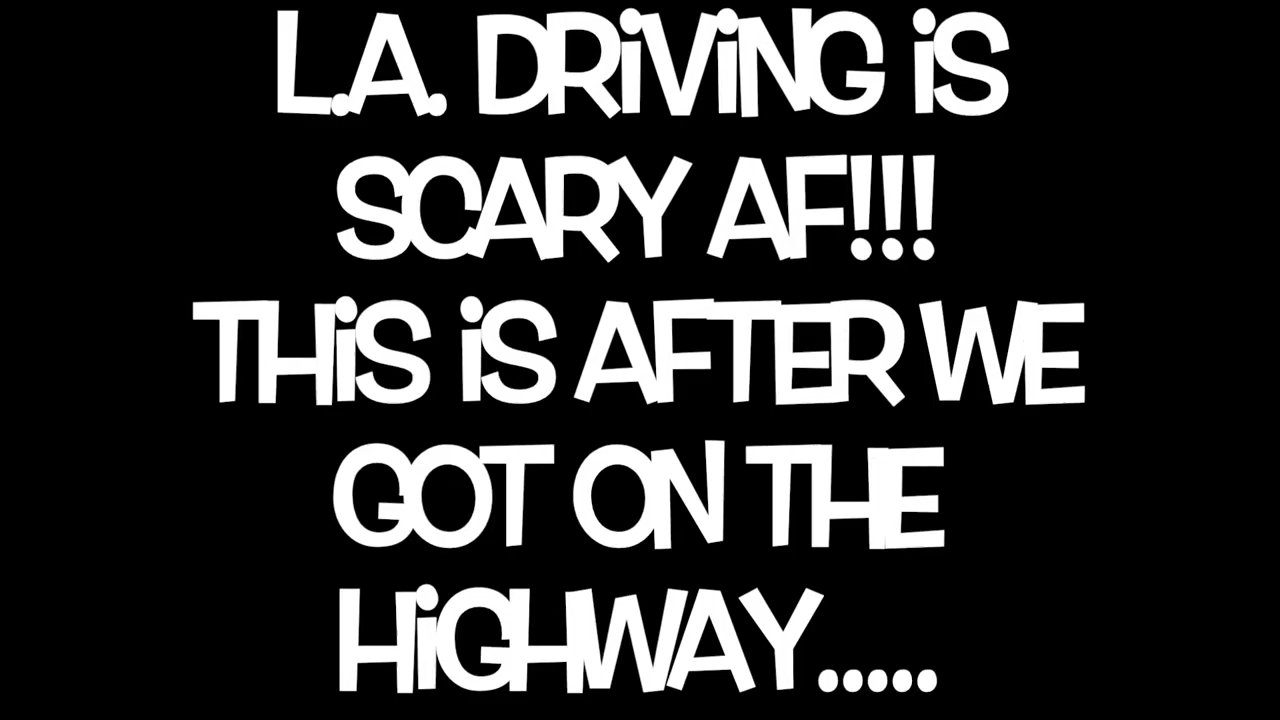 L.A. DRiViNG iS
SCARY AF!!!
THiS iS AFTER WE
GOT ON THE
HiGHWAY.....